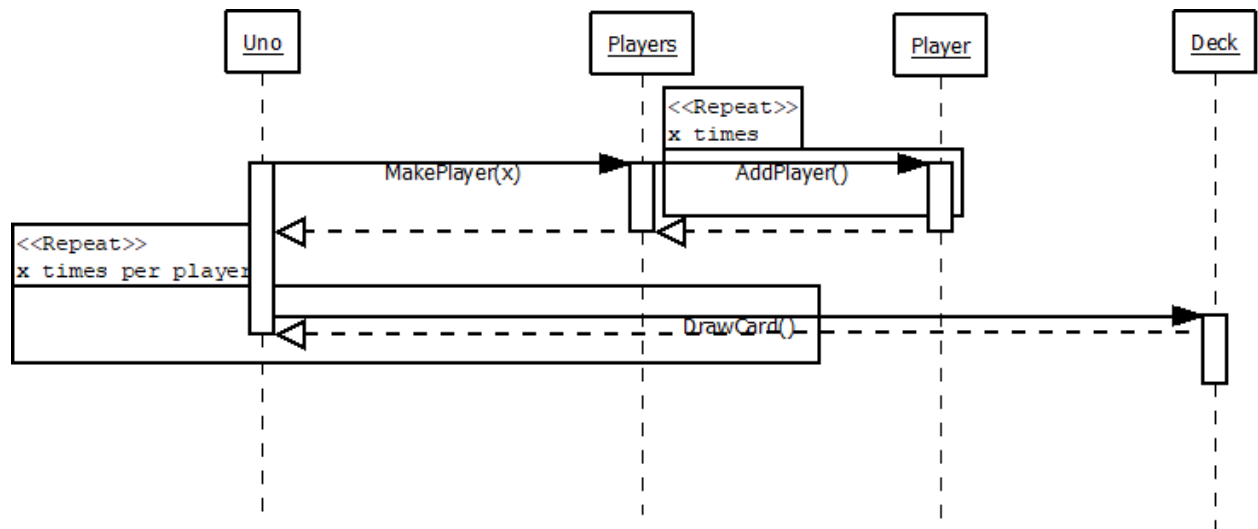 Uno
Players
Player
Deck
<<Repeat>>
x times
MakePlayer(x)
AddPlayer()
<<Repeat>>
x times per player
DrawCard()